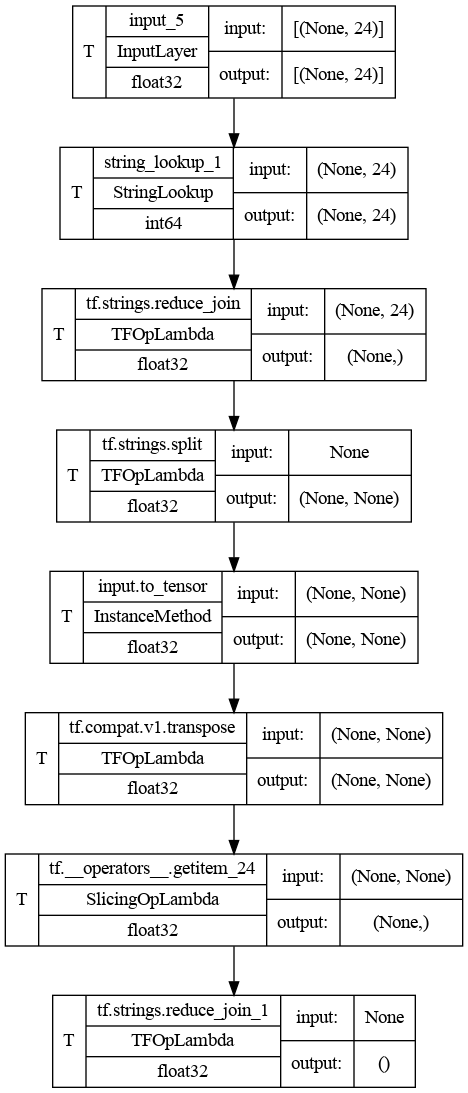 T input_5 InputLayer float32 input: [(None, 24)] output: [(None, 24)]
T string_lookup_1 StringLookup int64 input: (None, 24) output: (None, 24)
T tf.strings.reduce_join TFOpLambda float32 input: (None, 24) output: (None,)
T tf.strings.split TFOpLambda float32 input: None output: (None, None)
T input.to_tensor InstanceMethod float32 input: (None, None) output: (None, None)
T tf.compat.v1.transpose TFOpLambda float32 input: (None, None) output: (None, None)
T tf.__operators__.getitem_24 SlicingOpLambda float32 input: (None, None) output: (None,)
T tf.strings.reduce_join_1 TFOpLambda float32 input: None output: ()